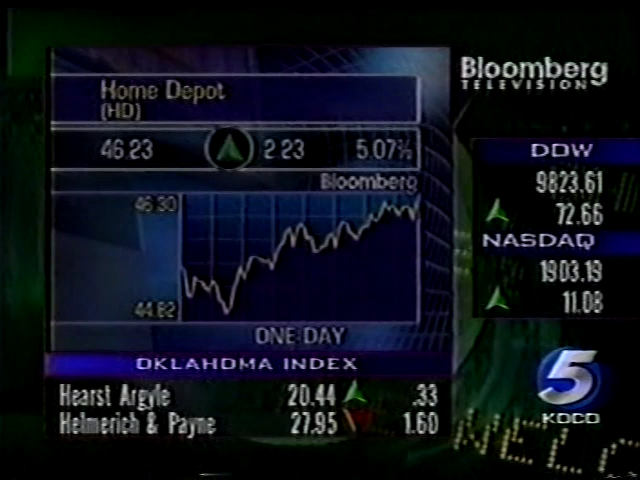 Home Depot
(HD)
46.23 2.23 5.07%
Bloomberg
46.30
44.82
ONE DAY
OKLAHOMA INDEX
Hearst Argyle 20.44 .33
Helmerich & Payne 27.95 1.60
Bloomberg
TELEVISION
DOW
9823.61
72.66
NASDAQ
1903.19
11.08
5
KOCO
WELC